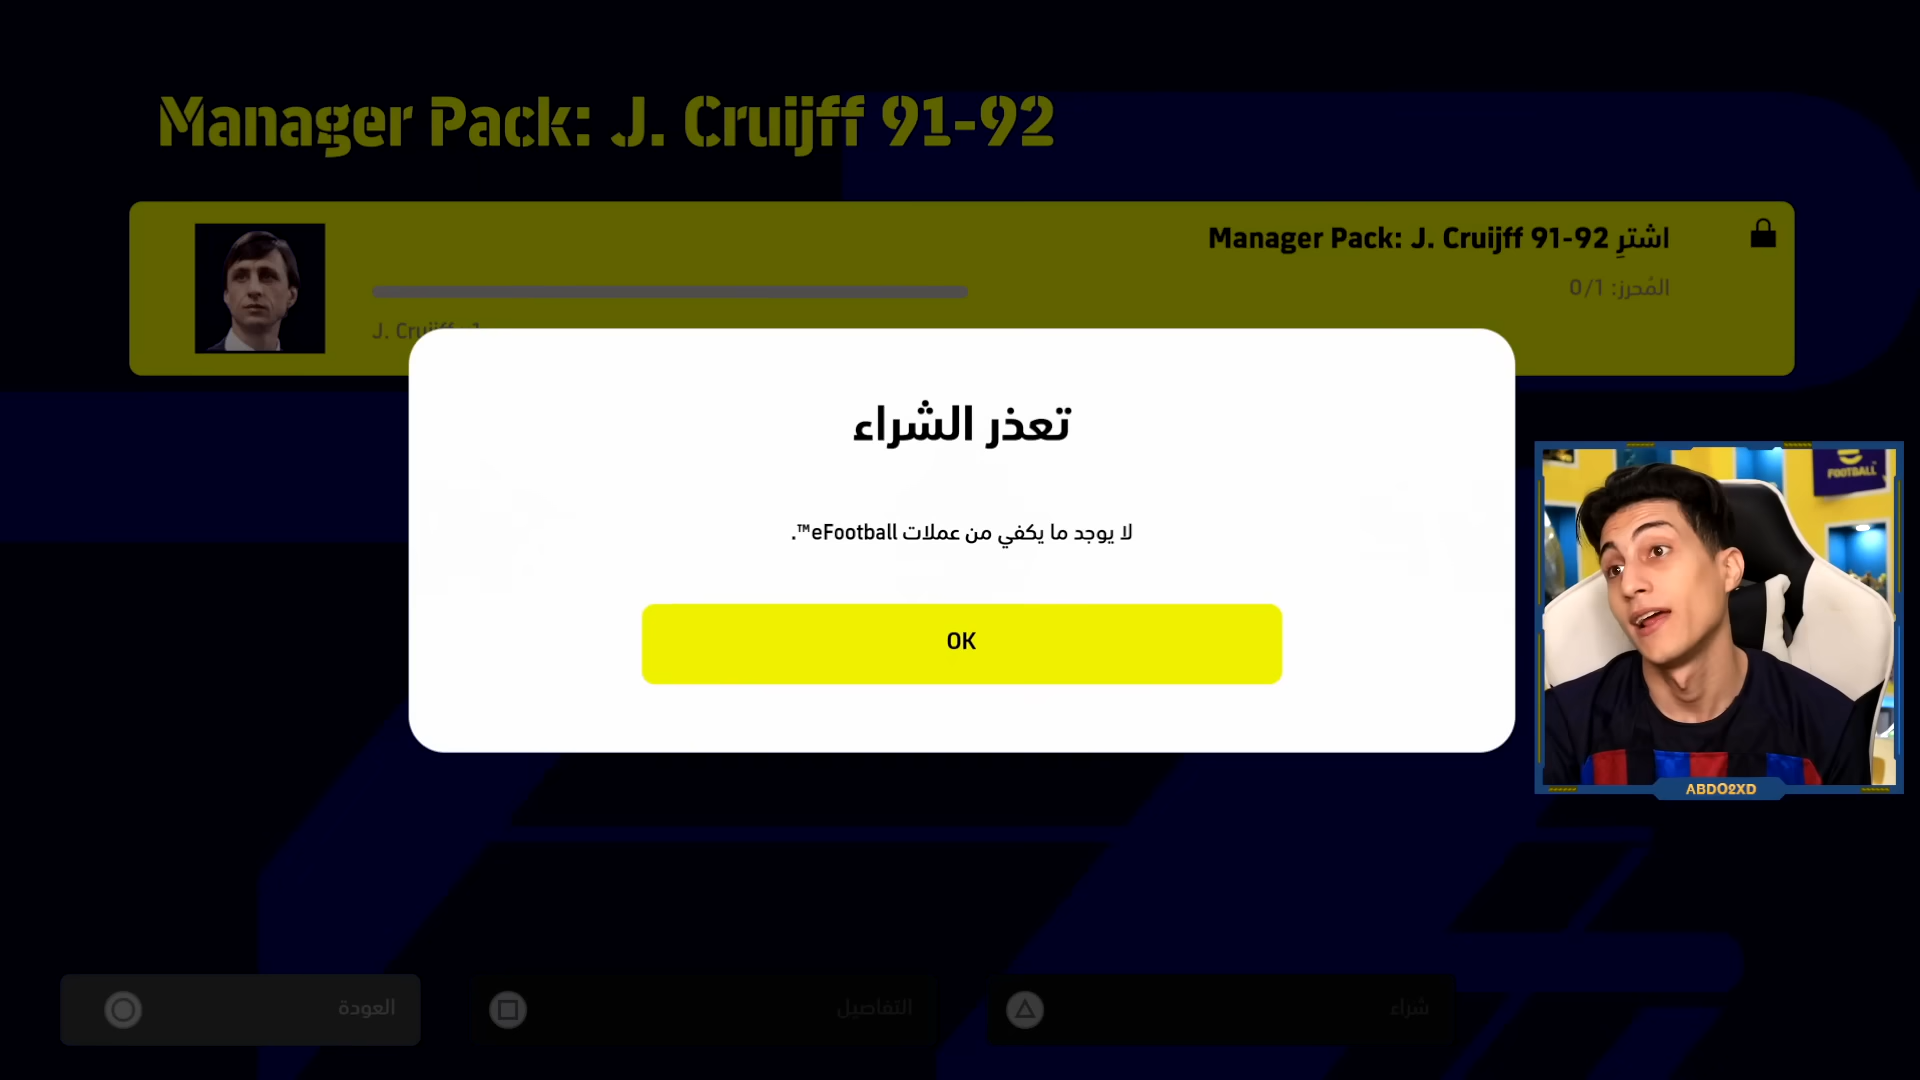 Manager Pack: J. Cruijff 91-92
اشترِ Manager Pack: J. Cruijff 91-92
المُحرز: 0/1
J. Cruijff
تعذر الشراء
لا يوجد ما يكفي من عملات eFootball™.
OK
FOOTBALL
ABDO2XD
العودة
التفاصيل
شراء